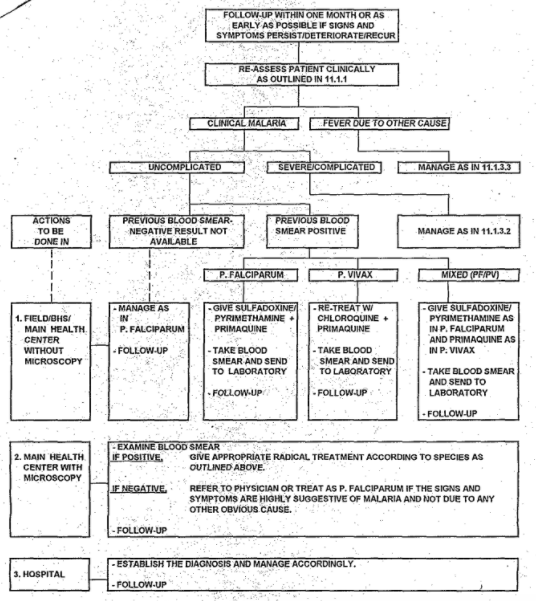 FOLLOW-UP WITHIN ONE MONTH OR AS
EARLY AS POSSIBLE IF SIGNS AND
SYMPTOMS PERSIST/DETERIORATE/RECUR
RE-ASSESS PATIENT CLINICALLY
AS OUTLINED IN 11.1.1
CLINICAL MALARIA
FEVER DUE TO OTHER CAUSE
UNCOMPLICATED
SEVERE/COMPLICATED
MANAGE AS IN 11.1.3.3
ACTIONS
TO BE
DONE IN
PREVIOUS BLOOD SMEAR-
NEGATIVE RESULT NOT
AVAILABLE
PREVIOUS BLOOD
SMEAR POSITIVE
MANAGE AS IN 11.1.3.2
P. FALCIPARUM
P. VIVAX
MIXED (PF/PV)
1. FIELD/BHS/
MAIN HEALTH
CENTER
WITHOUT
MICROSCOPY
- MANAGE AS
IN
P. FALCIPARUM
- FOLLOW-UP
- GIVE SULFADOXINE/
PYRIMETHAMINE +
PRIMAQUINE
- TAKE BLOOD
SMEAR AND SEND
TO LABORATORY
- FOLLOW-UP
- RE-TREAT W/
CHLOROQUINE +
PRIMAQUINE
- TAKE BLOOD
SMEAR AND SEND
TO LABORATORY
- FOLLOW-UP
- GIVE SULFADOXINE/
PYRIMETHAMINE AS
IN P. FALCIPARUM
AND PRIMAQUINE AS
IN P. VIVAX
- TAKE BLOOD SMEAR
AND SEND TO
LABORATORY
- FOLLOW-UP
2. MAIN HEALTH
CENTER WITH
MICROSCOPY
- EXAMINE BLOOD SMEAR
IF POSITIVE, GIVE APPROPRIATE RADICAL TREATMENT ACCORDING TO SPECIES AS
OUTLINED ABOVE.
IF NEGATIVE, REFER TO PHYSICIAN OR TREAT AS P. FALCIPARUM IF THE SIGNS AND
SYMPTOMS ARE HIGHLY SUGGESTIVE OF MALARIA AND NOT DUE TO ANY
OTHER OBVIOUS CAUSE.
- FOLLOW-UP
3. HOSPITAL
- ESTABLISH THE DIAGNOSIS AND MANAGE ACCORDINGLY.
- FOLLOW-UP